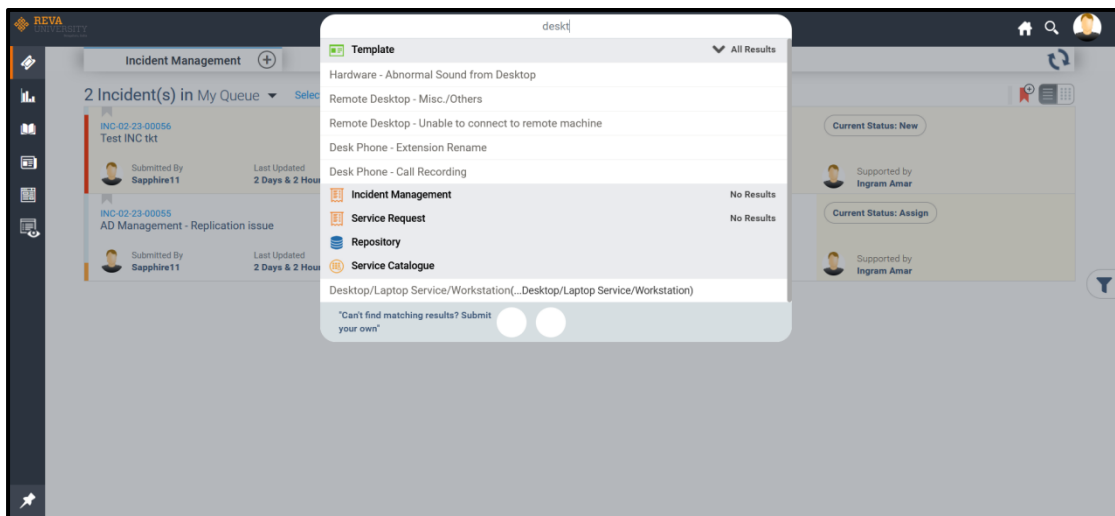 REVA
UNIVERSITY
deskt
Template
All Results
Hardware - Abnormal Sound from Desktop
Remote Desktop - Misc./Others
Remote Desktop - Unable to connect to remote machine
Desk Phone - Extension Rename
Desk Phone - Call Recording
Incident Management
No Results
Service Request
No Results
Repository
Service Catalogue
Desktop/Laptop Service/Workstation(...Desktop/Laptop Service/Workstation)
"Can't find matching results? Submit
your own"
Incident Management
2 Incident(s) in My Queue
Selec
INC-02-23-00056
Test INC tkt
Submitted By
Sapphire11
Last Updated
2 Days & 2 Hour
Current Status: New
Supported by
Ingram Amar
INC-02-23-00055
AD Management - Replication issue
Submitted By
Sapphire11
Last Updated
2 Days & 2 Hour
Current Status: Assign
Supported by
Ingram Amar